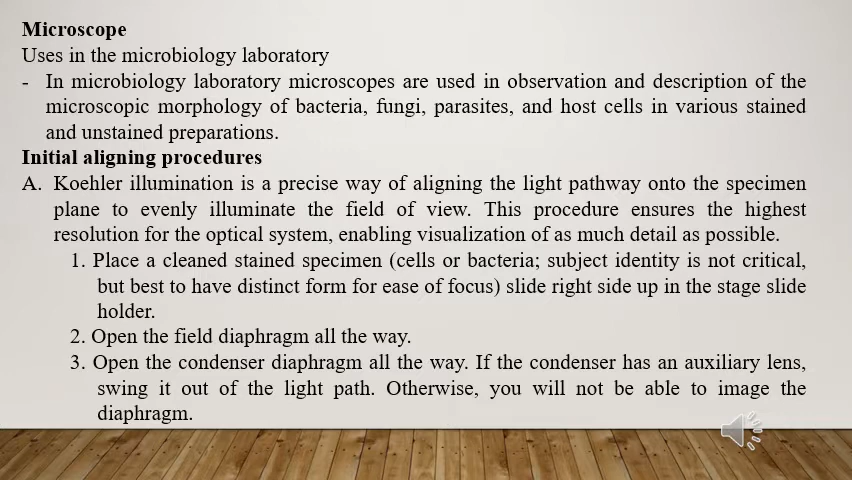 Microscope
Uses in the microbiology laboratory
- In microbiology laboratory microscopes are used in observation and description of the
microscopic morphology of bacteria, fungi, parasites, and host cells in various stained
and unstained preparations.
Initial aligning procedures
A. Koehler illumination is a precise way of aligning the light pathway onto the specimen
plane to evenly illuminate the field of view. This procedure ensures the highest
resolution for the optical system, enabling visualization of as much detail as possible.
1. Place a cleaned stained specimen (cells or bacteria; subject identity is not critical,
but best to have distinct form for ease of focus) slide right side up in the stage slide
holder.
2. Open the field diaphragm all the way.
3. Open the condenser diaphragm all the way. If the condenser has an auxiliary lens,
swing it out of the light path. Otherwise, you will not be able to image the
diaphragm.